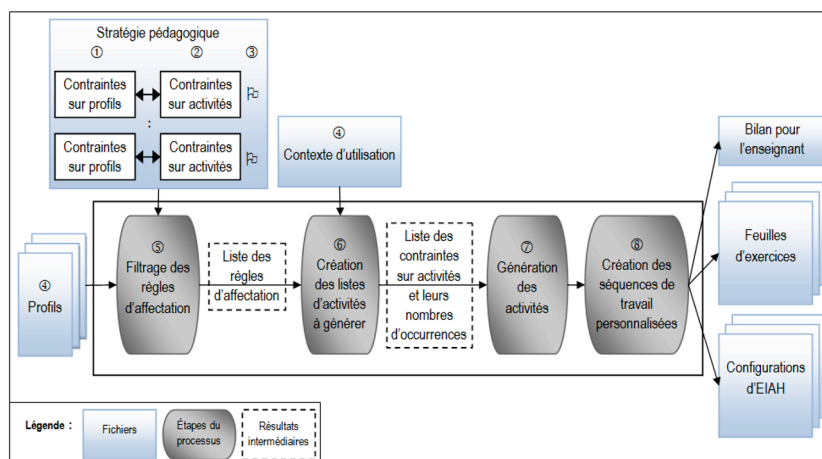 Stratégie pédagogique
① ② ③
Contraintes
sur profils
Contraintes
sur activités
:
Contraintes
sur profils
Contraintes
sur activités
④
Contexte d'utilisation
④
Profils
⑤
Filtrage des
règles
d'affectation
Liste des
règles
d'affectation
⑥
Création
des listes
d'activités
à générer
Liste des
contraintes
sur activités
et leurs
nombres
d'occurrences
⑦
Génération
des
activités
⑧
Création des
séquences de
travail
personnalisées
Bilan pour
l'enseignant
Feuilles
d'exercices
Configurations
d'EIAH
Légende :
Fichiers
Étapes du
processus
Résultats
intermédiaires